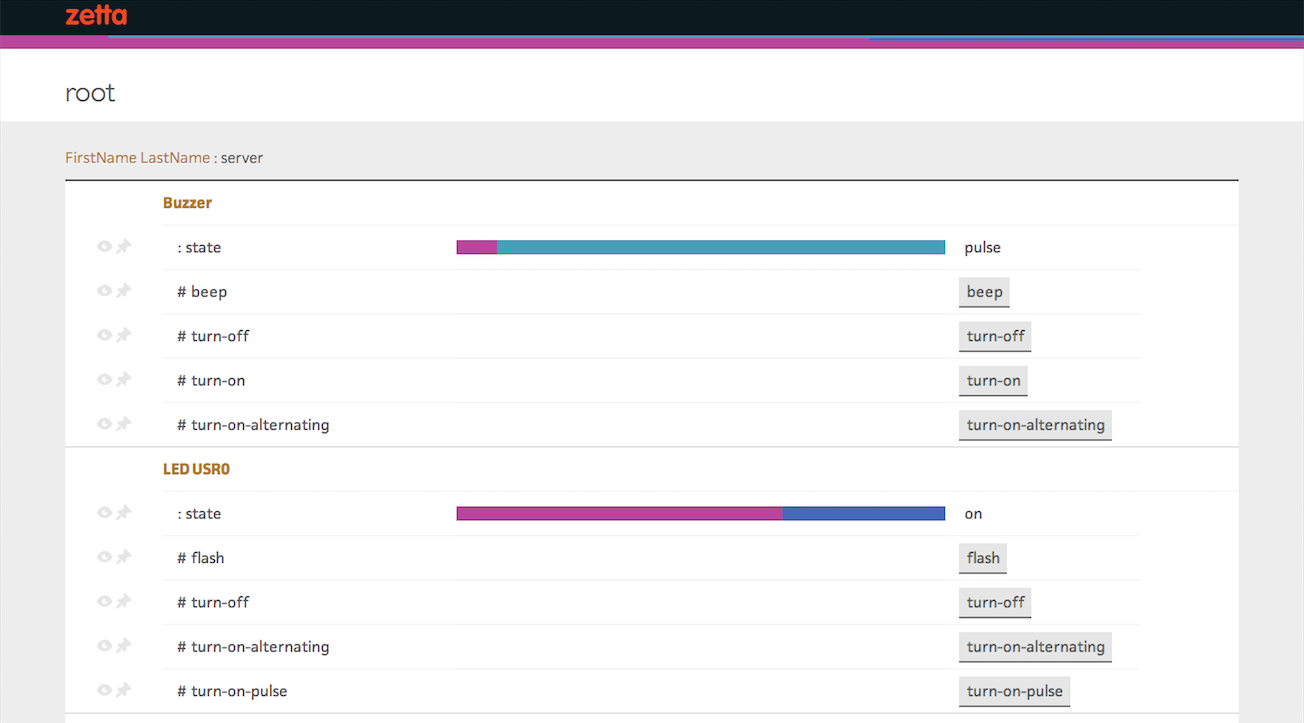 zetta
root
FirstName LastName : server
Buzzer
: state pulse
# beep beep
# turn-off turn-off
# turn-on turn-on
# turn-on-alternating turn-on-alternating
LED USR0
: state on
# flash flash
# turn-off turn-off
# turn-on-alternating turn-on-alternating
# turn-on-pulse turn-on-pulse